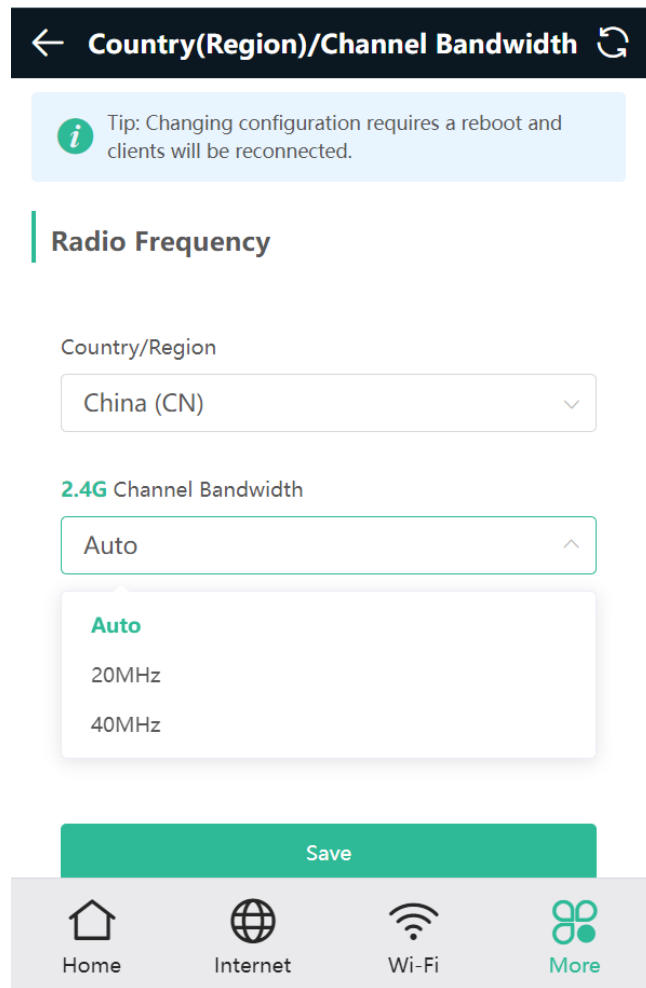 Country(Region)/Channel Bandwidth
Tip: Changing configuration requires a reboot and
clients will be reconnected.
Radio Frequency
Country/Region
China (CN)
2.4G Channel Bandwidth
Auto
Auto
20MHz
40MHz
Save
Home Internet Wi-Fi More